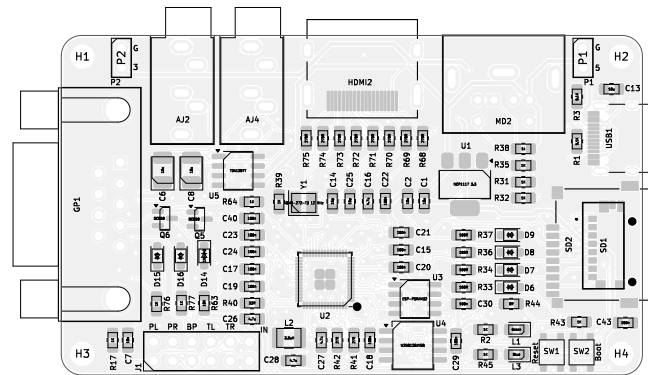 H1
P2
G
3
P2
AJ2
AJ4
HDMI2
MD2
P1
G
5
P1
H2
C13
R3
R1
USB1
R75
R74
R73
R72
R71
R70
R69
R68
U1
R38
R35
R31
R32
C6
C8
U5
R39
Y1
C14
C25
C16
C22
C2
C1
GP1
R64
C40
C23
C24
C17
C19
R40
C26
Q6
Q5
D15
D16
D14
R76
R77
R63
C21
C15
C20
R37
R36
R34
R33
C30
D9
D8
D7
D6
R44
SD2
SD1
U3
U2
U4
PL
PR
BP
TL
TR
IN
L2
C28
C27
R42
R41
C18
C29
R2
R45
L1
L3
R43
C43
Reset
SW1
SW2
Boot
H3
R17
C7
J1
H4